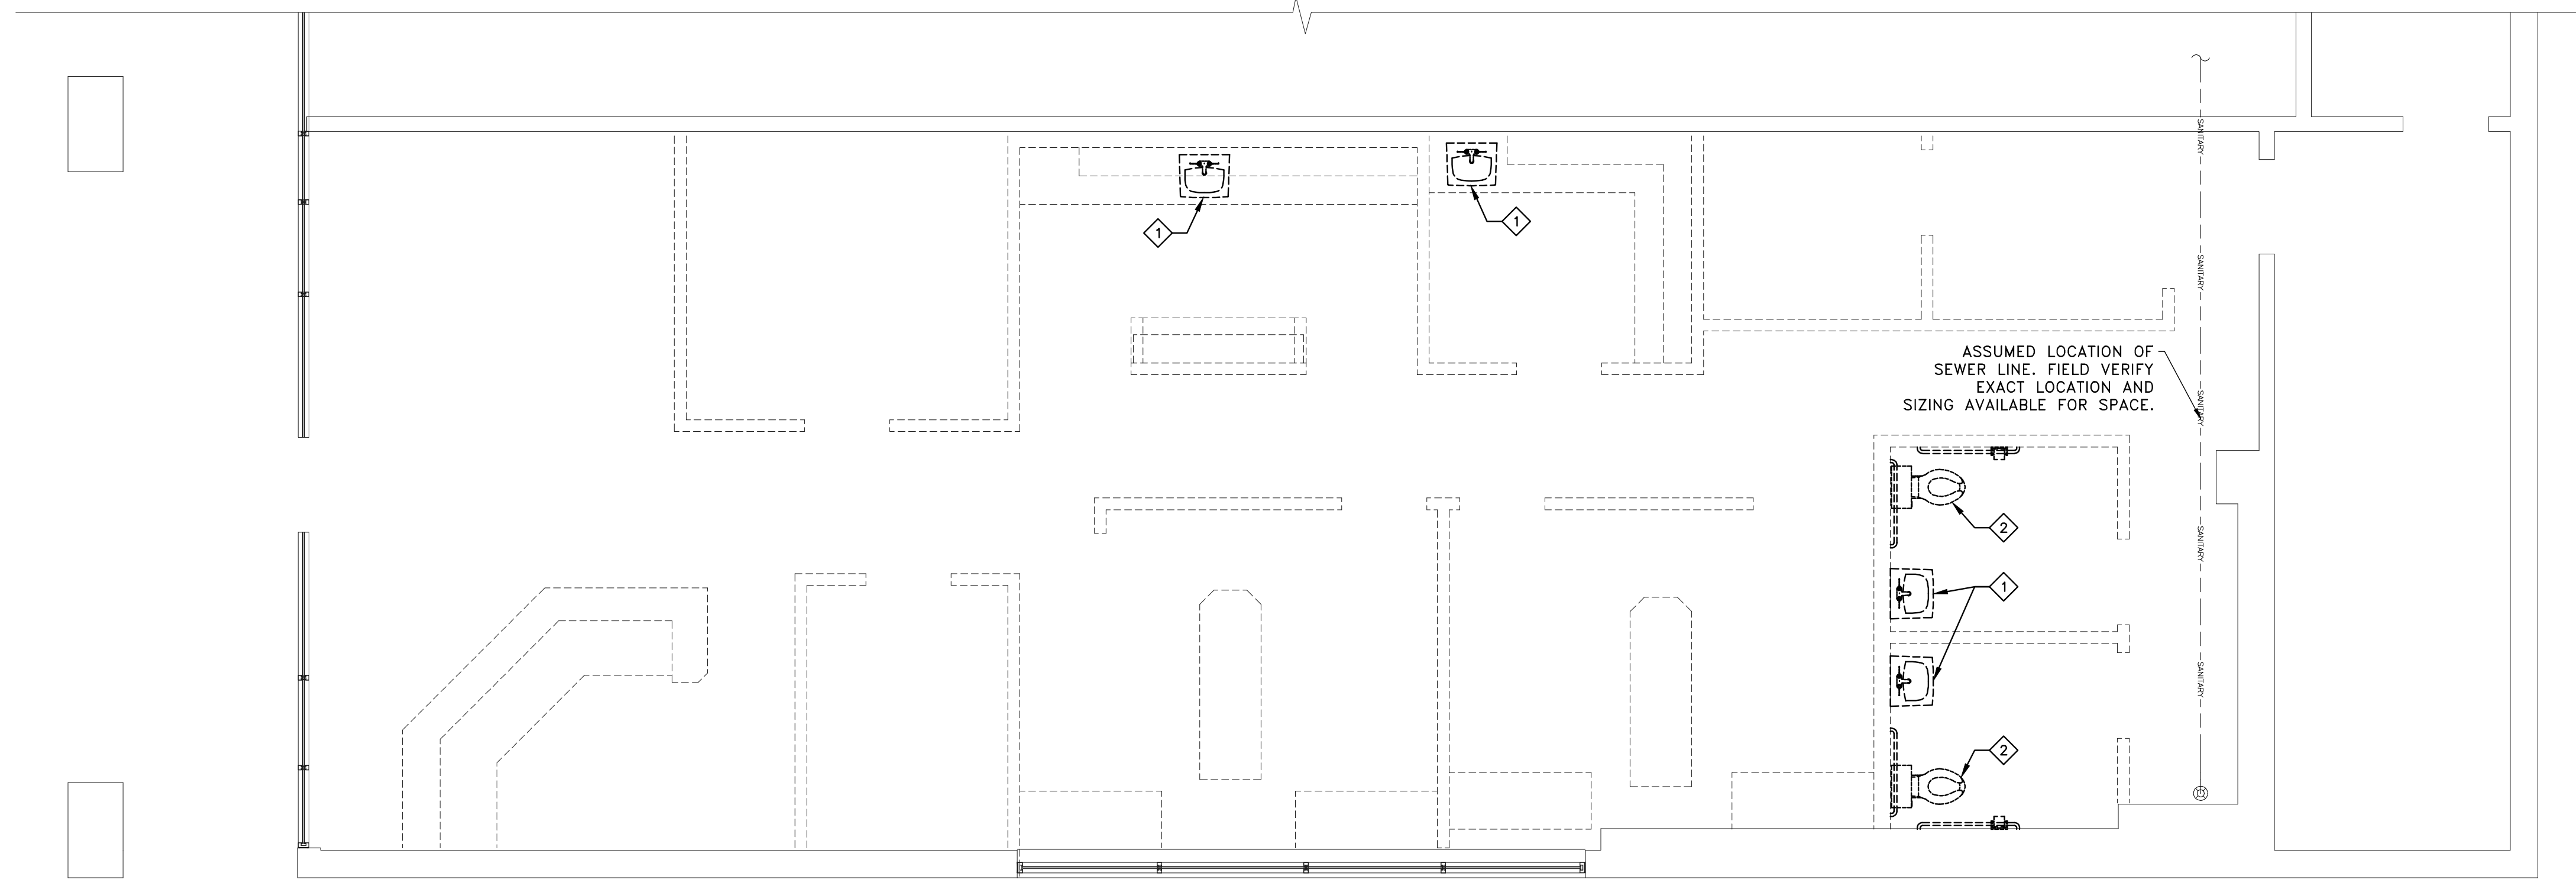 SANITARY
1
1
SANITARY
ASSUMED LOCATION OF
SEWER LINE. FIELD VERIFY
EXACT LOCATION AND
SIZING AVAILABLE FOR SPACE.
SANITARY
2
SANITARY
1
SANITARY
2